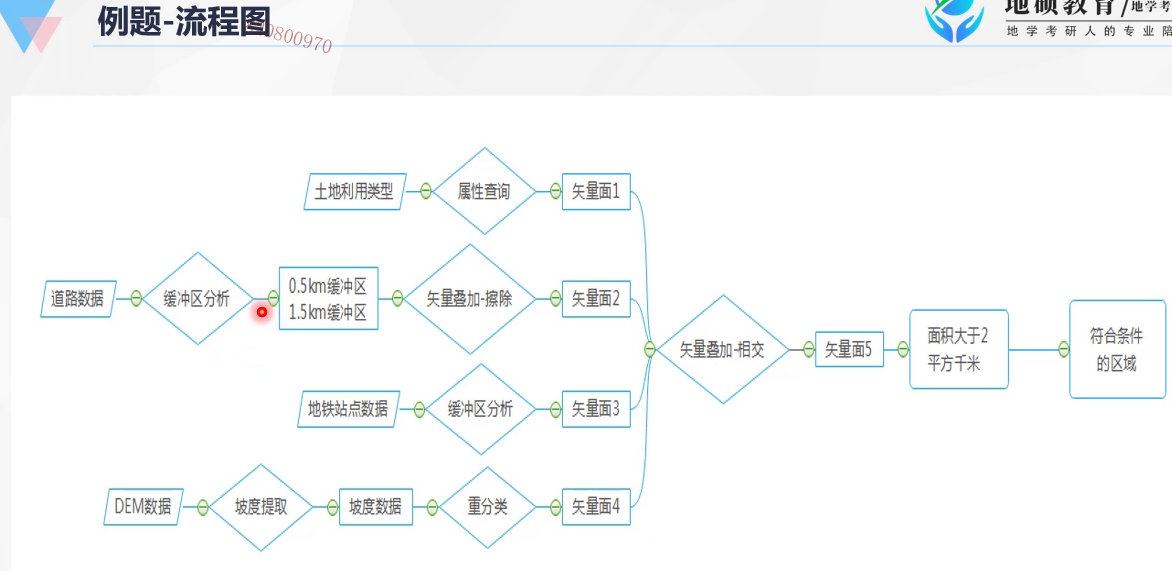 例题-流程图
800970
地硕教育/地学考
地学考研人的专业陪
土地利用类型
属性查询
矢量面1
道路数据
缓冲区分析
0.5km缓冲区
1.5km缓冲区
矢量叠加-擦除
矢量面2
矢量叠加-相交
矢量面5
面积大于2
平方千米
符合条件
的区域
地铁站点数据
缓冲区分析
矢量面3
DEM数据
坡度提取
坡度数据
重分类
矢量面4